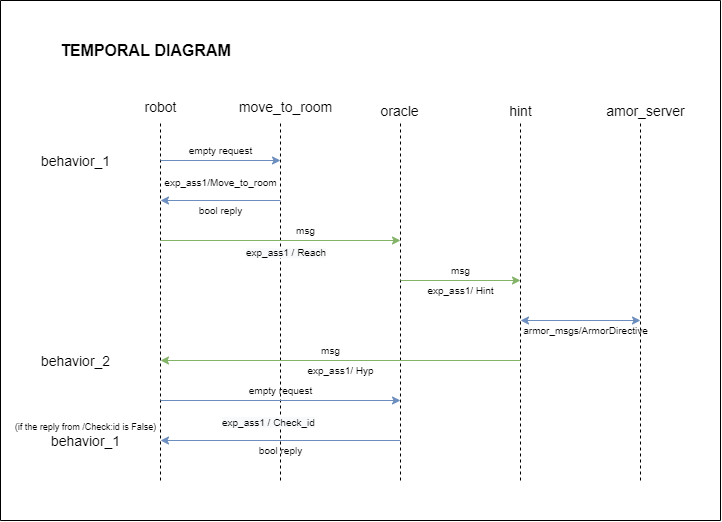 TEMPORAL DIAGRAM
robot
move_to_room
oracle
hint
amor_server
behavior_1
empty request
exp_ass1/Move_to_room
bool reply
msg
exp_ass1 / Reach
msg
exp_ass1/ Hint
armor_msgs/ArmorDirective
behavior_2
msg
exp_ass1/ Hyp
empty request
(if the reply from /Check:id is False)
behavior_1
exp_ass1 / Check_id
bool reply